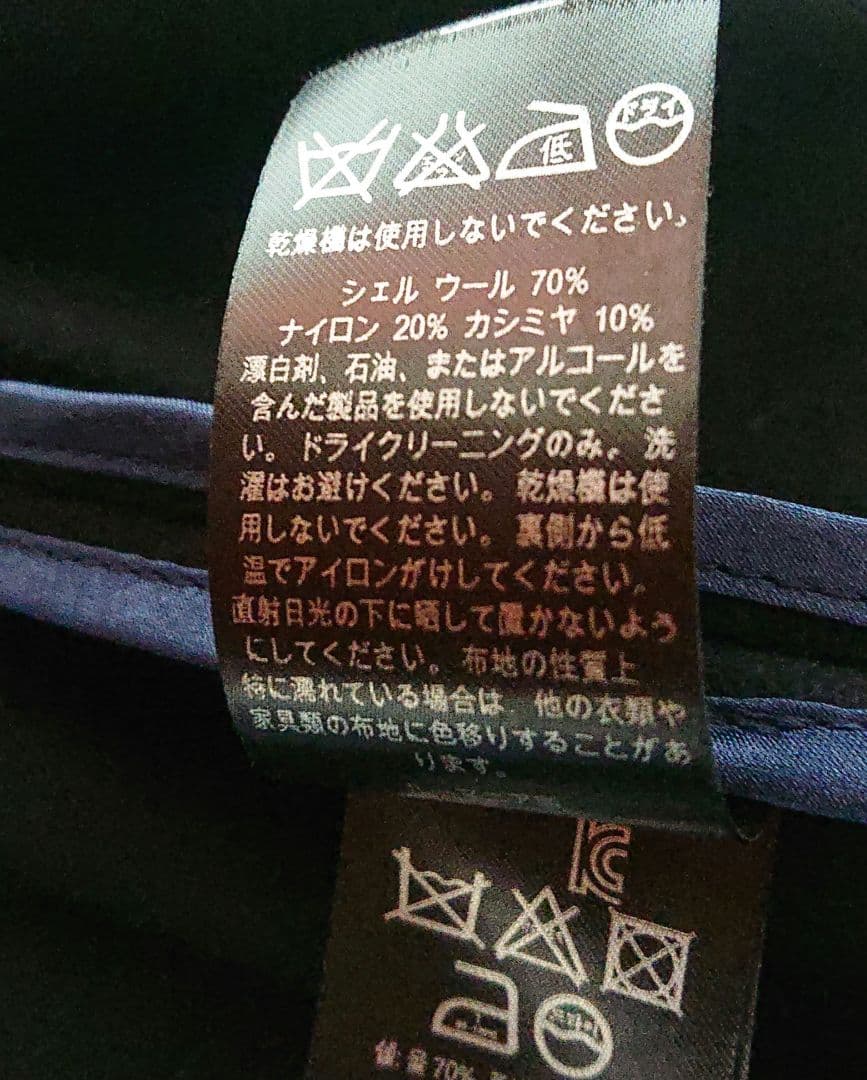 低
ドライ
乾燥機は使用しないでください。
シェル ウール 70%
ナイロン 20% カシミヤ 10%
漂白剤、石油、またはアルコールを
含んだ製品を使用しないでくださ
い。ドライクリーニングのみ。洗
濯はお避けください。乾燥機は使
用しないでください。裏側から低
温でアイロンがけしてください。
直射日光の下に晒して置かないよう
にしてください。布地の性質上
特に濡れている場合は、他の衣類や
家具類の布地に色移りすることがあ
ります。
70%